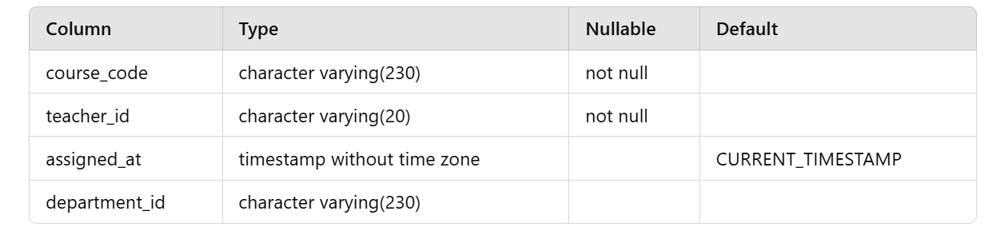 Column Type Nullable Default
course_code character varying(230) not null
teacher_id character varying(20) not null
assigned_at timestamp without time zone CURRENT_TIMESTAMP
department_id character varying(230)